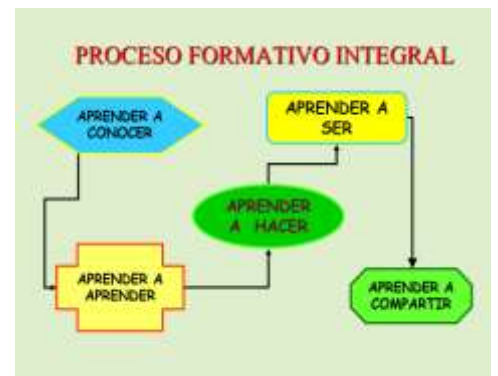 PROCESO FORMATIVO INTEGRAL
APRENDER A
CONOCER
APRENDER A
APRENDER
APRENDER
A HACER
APRENDER A
SER
APRENDER A
COMPARTIR